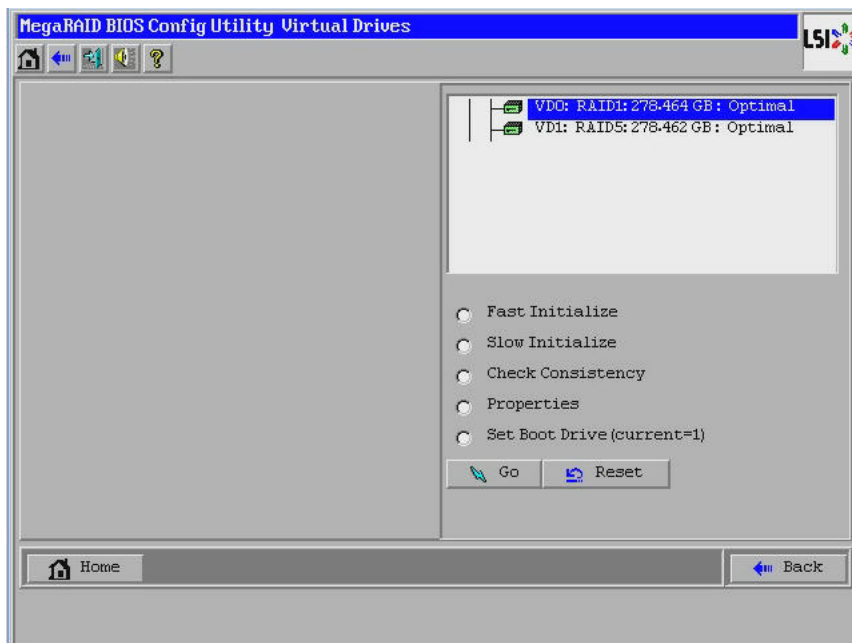 MegaRAID BIOS Config Utility Virtual Drives
LSI
VD0: RAID1: 278.464 GB: Optimal
VD1: RAID5: 278.462 GB: Optimal
Fast Initialize
Slow Initialize
Check Consistency
Properties
Set Boot Drive (current=1)
Go Reset
Home Back